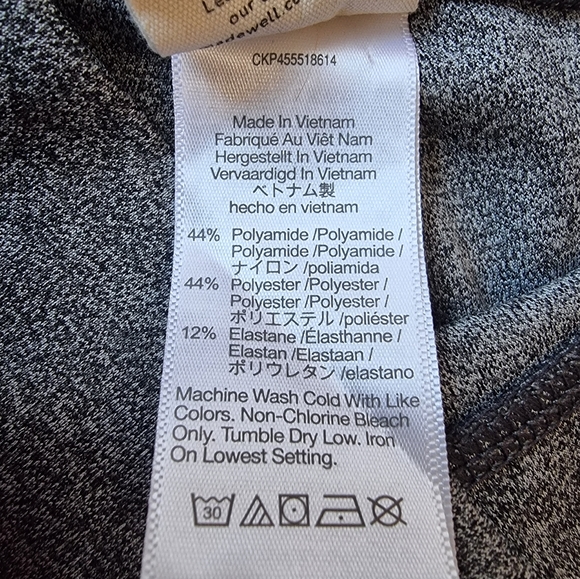 our
madewell.co
CKP455518614
Made In Vietnam
Fabriqué Au Viêt Nam
Hergestellt In Vietnam
Vervaardigd In Vietnam
ベトナム製
hecho en vietnam
44% Polyamide /Polyamide /
Polyamide /Polyamide /
ナイロン /poliamida
44% Polyester /Polyester /
Polyester /Polyester /
ポリエステル /poliéster
12% Elastane /Élasthanne /
Elastan /Elastaan /
ポリウレタン /elastano
Machine Wash Cold With Like
Colors. Non-Chlorine Bleach
Only. Tumble Dry Low. Iron
On Lowest Setting.
30